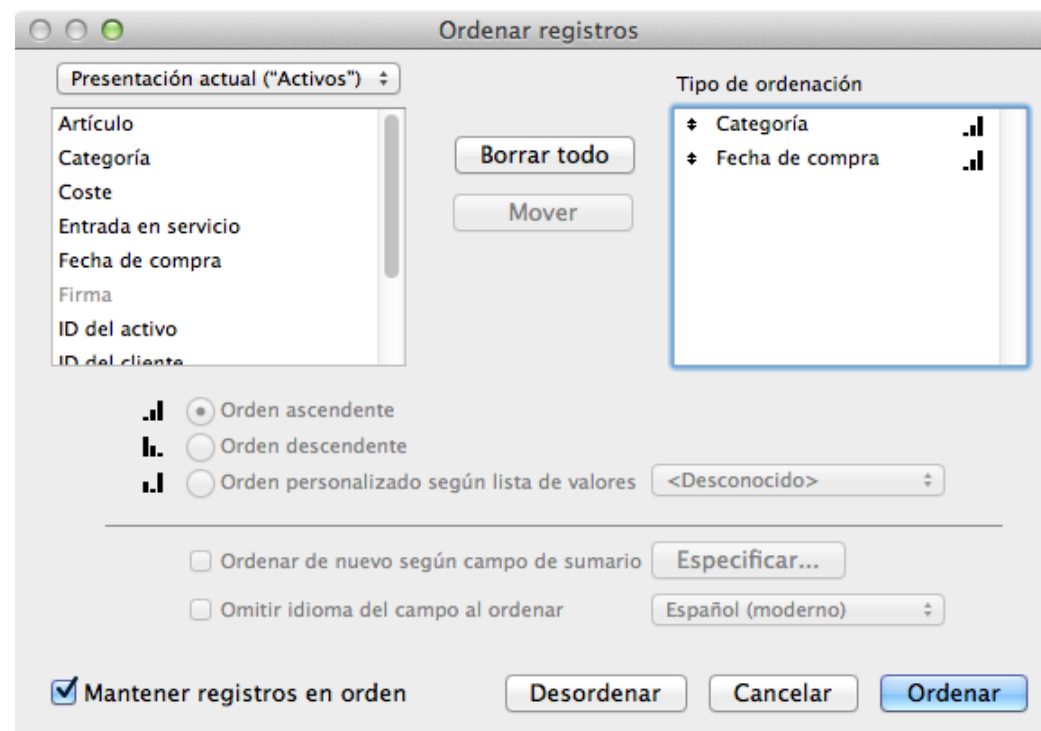 Ordenar registros
Presentación actual ("Activos")
Tipo de ordenación
Artículo
Categoría
Coste
Entrada en servicio
Fecha de compra
Firma
ID del activo
ID del cliente
Borrar todo
Mover
Categoría
Fecha de compra
Orden ascendente
Orden descendente
Orden personalizado según lista de valores
<Desconocido>
Ordenar de nuevo según campo de sumario
Especificar...
Omitir idioma del campo al ordenar
Español (moderno)
Mantener registros en orden
Desordenar
Cancelar
Ordenar